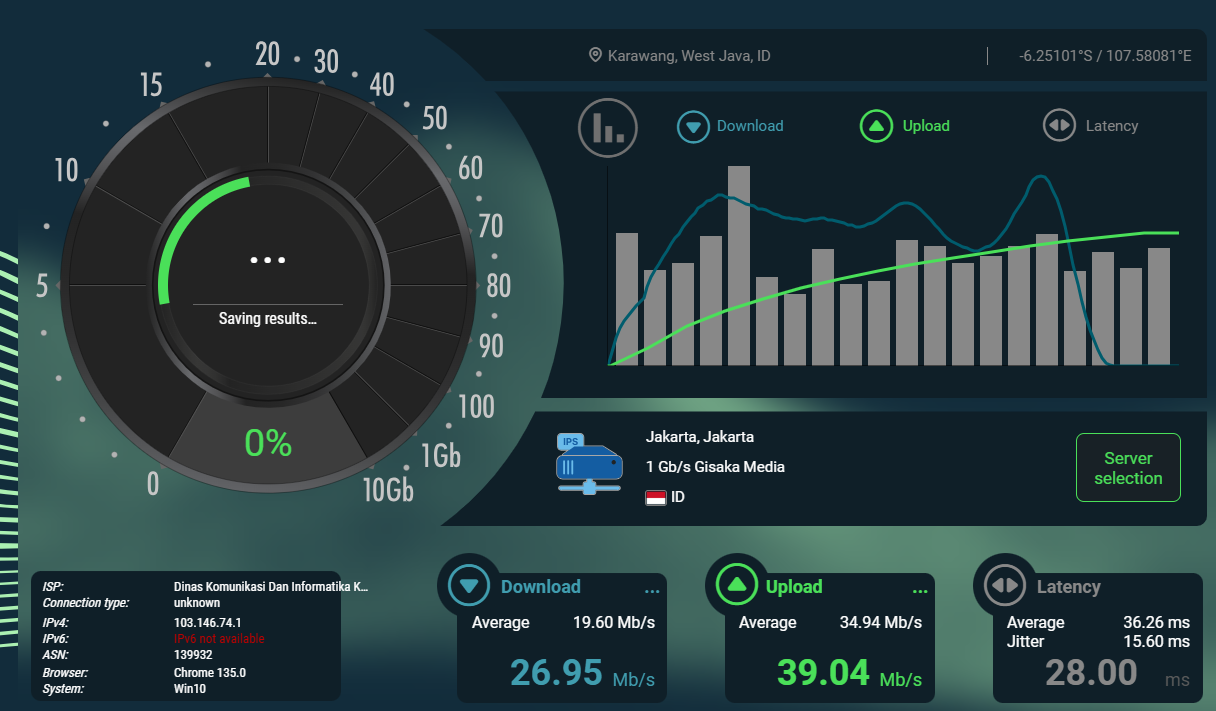 Karawang, West Java, ID
-6.25101°S / 107.58081°E
Download
Upload
Latency
0
5
10
15
20
30
40
50
60
70
80
90
100
1Gb
10Gb
...
Saving results...
0%
IPS
Jakarta, Jakarta
1 Gb/s Gisaka Media
ID
Server
selection
ISP: Dinas Komunikasi Dan Informatika K...
Connection type: unknown
IPv4: 103.146.74.1
IPv6: IPv6 not available
ASN: 139932
Browser: Chrome 135.0
System: Win10
Download ...
Average 19.60 Mb/s
26.95 Mb/s
Upload ...
Average 34.94 Mb/s
39.04 Mb/s
Latency
Average 36.26 ms
Jitter 15.60 ms
28.00 ms